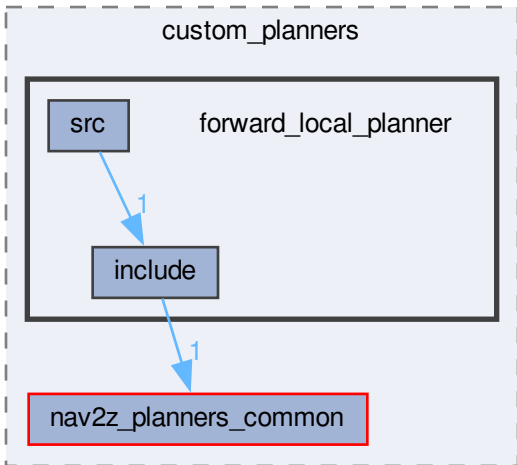 custom_planners
src
forward_local_planner
1
include
1
nav2z_planners_common